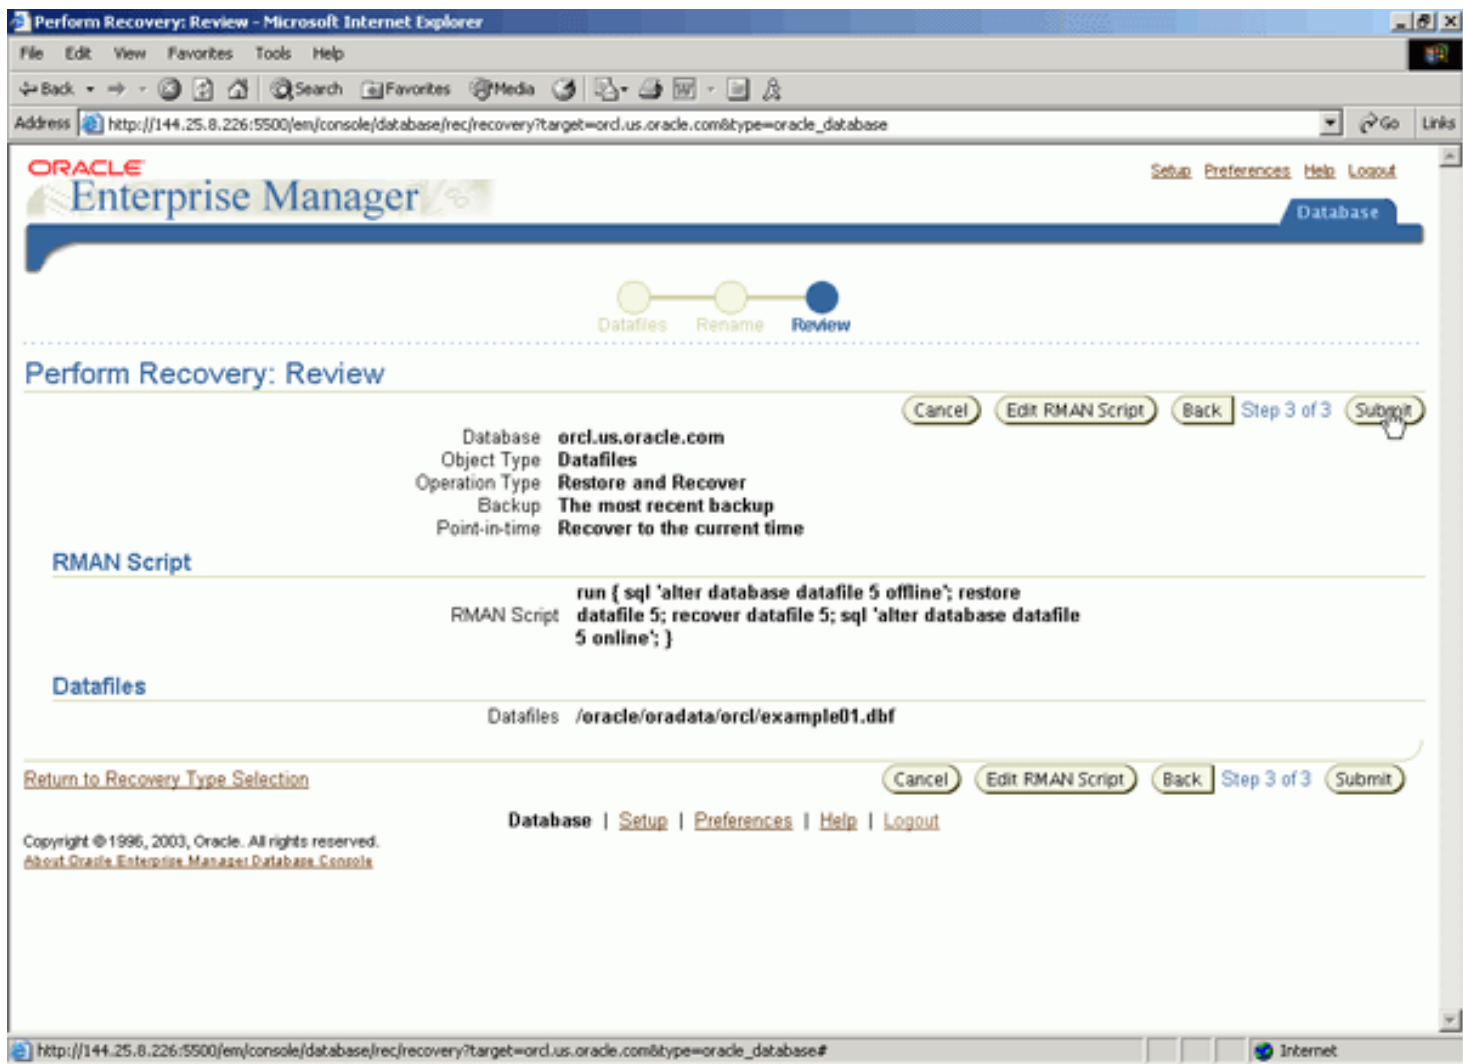 Perform Recovery: Review - Microsoft Internet Explorer
File Edit View Favorites Tools Help
Back Search Favorites Media
Address http://144.25.8.226:5500/em/console/database/rec/recovery?target=orcl.us.oracle.com&type=oracle_database Go Links
ORACLE
Enterprise Manager
Setup Preferences Help Logout
Database
Datafiles Rename Review
Perform Recovery: Review
Cancel Edit RMAN Script Back Step 3 of 3 Submit
Database orcl.us.oracle.com
Object Type Datafiles
Operation Type Restore and Recover
Backup The most recent backup
Point-in-time Recover to the current time
RMAN Script
run { sql 'alter database datafile 5 offline'; restore
RMAN Script datafile 5; recover datafile 5; sql 'alter database datafile
5 online'; }
Datafiles
Datafiles /oracle/oradata/orcl/example01.dbf
Return to Recovery Type Selection
Cancel Edit RMAN Script Back Step 3 of 3 Submit
Database | Setup | Preferences | Help | Logout
Copyright © 1996, 2003, Oracle. All rights reserved.
About Oracle Enterprise Manager Database Console
http://144.25.8.226:5500/em/console/database/rec/recovery?target=orcl.us.oracle.com&type=oracle_database# Internet